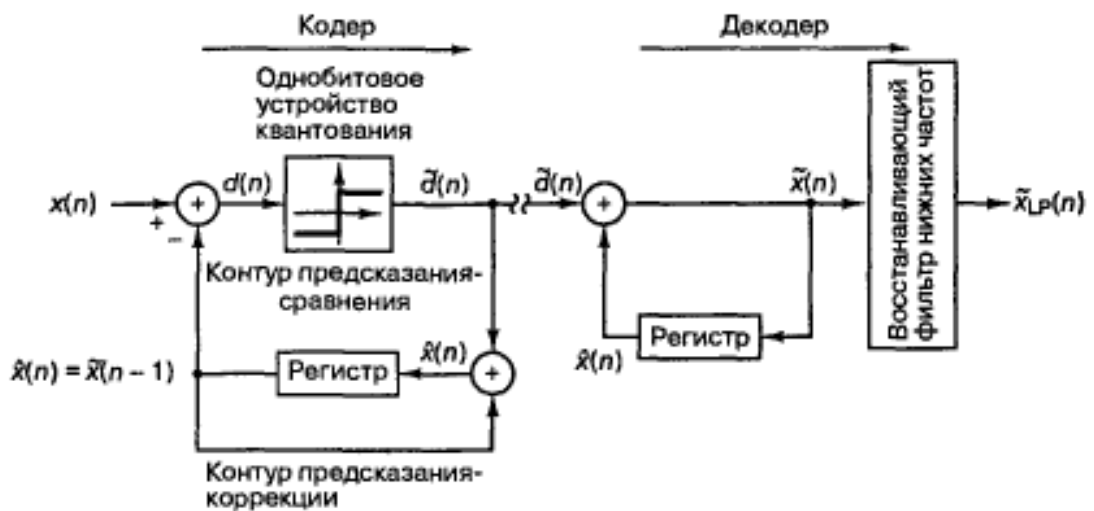 Кодер
Декодер
Однобитовое
устройство
квантования
Восстанавливающий
фильтр нижних частот
x(n)
+
−
+
d(n)
d̃(n)
d̃(n)
+
x̃(n)
x̃LP(n)
Контур предсказания-
сравнения
x̂(n) = x̃(n − 1)
Регистр
x̂(n)
+
x̂(n)
Регистр
Контур предсказания-
коррекции